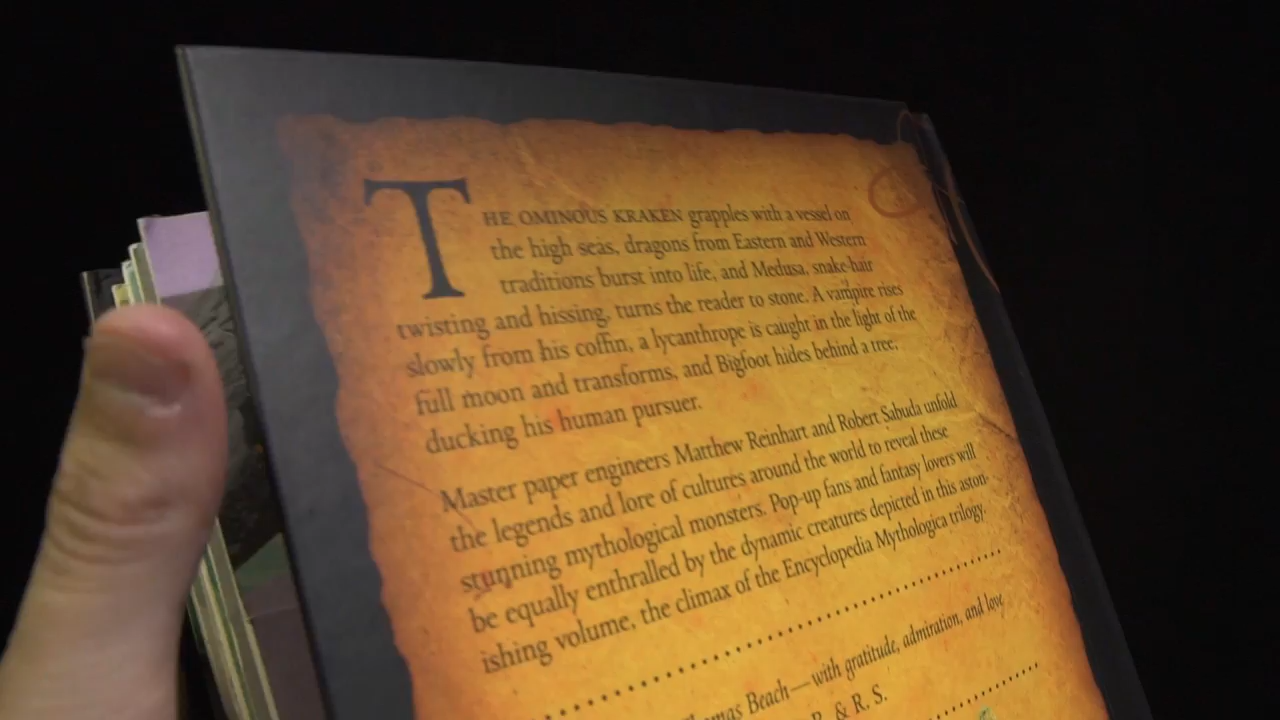 THE OMINOUS KRAKEN grapples with a vessel on
the high seas, dragons from Eastern and Western
traditions burst into life, and Medusa, snake-hair
twisting and hissing, turns the reader to stone. A vampire rises
slowly from his coffin, a lycanthrope is caught in the light of the
full moon and transforms, and Bigfoot hides behind a tree,
ducking his human pursuer.
Master paper engineers Matthew Reinhart and Robert Sabuda unfold
the legends and lore of cultures around the world to reveal these
stunning mythological monsters. Pop-up fans and fantasy lovers will
be equally enthralled by the dynamic creatures depicted in this aston-
ishing volume, the climax of the Encyclopedia Mythologica trilogy.
Beach—with gratitude, admiration, and love
& R. S.